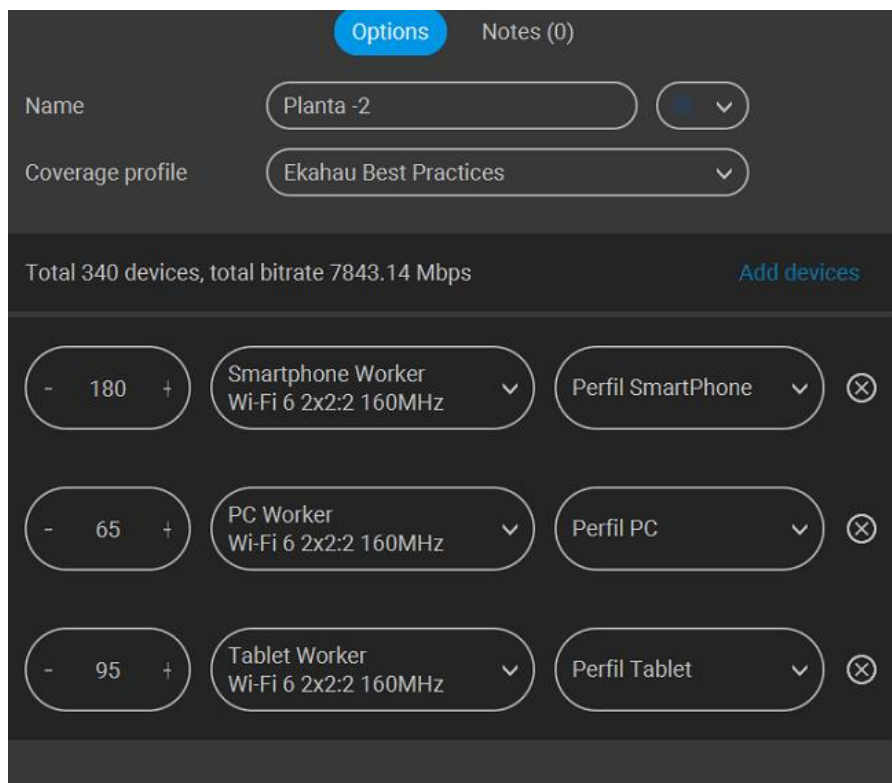 Options Notes (0)
Name Planta -2
Coverage profile Ekahau Best Practices
Total 340 devices, total bitrate 7843.14 Mbps Add devices
- 180 + Smartphone Worker
Wi-Fi 6 2x2:2 160MHz Perfil SmartPhone
- 65 + PC Worker
Wi-Fi 6 2x2:2 160MHz Perfil PC
- 95 + Tablet Worker
Wi-Fi 6 2x2:2 160MHz Perfil Tablet